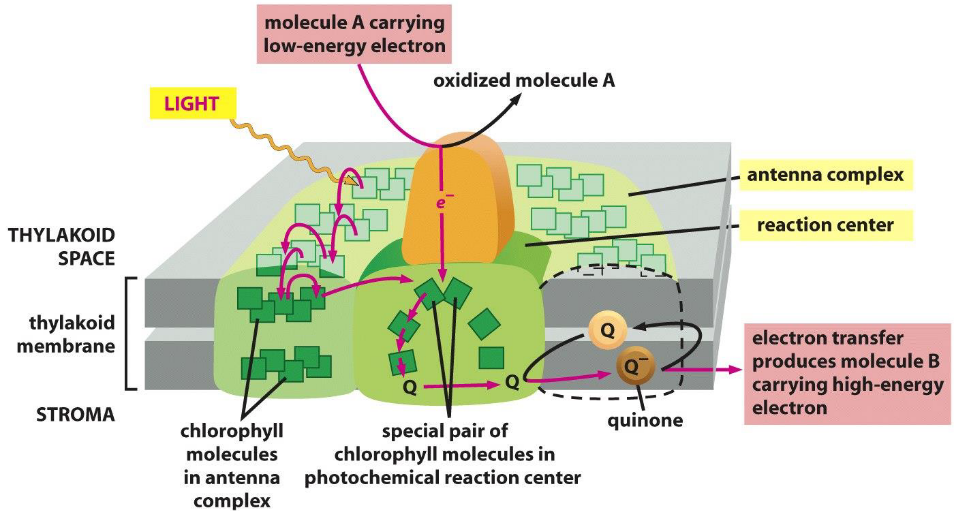 molecule A carrying
low-energy electron
oxidized molecule A
LIGHT
antenna complex
e⁻
reaction center
THYLAKOID
SPACE
thylakoid
membrane
Q
Q⁻
electron transfer
produces molecule B
carrying high-energy
electron
Q
Q
STROMA
quinone
chlorophyll
molecules
in antenna
complex
special pair of
chlorophyll molecules in
photochemical reaction center